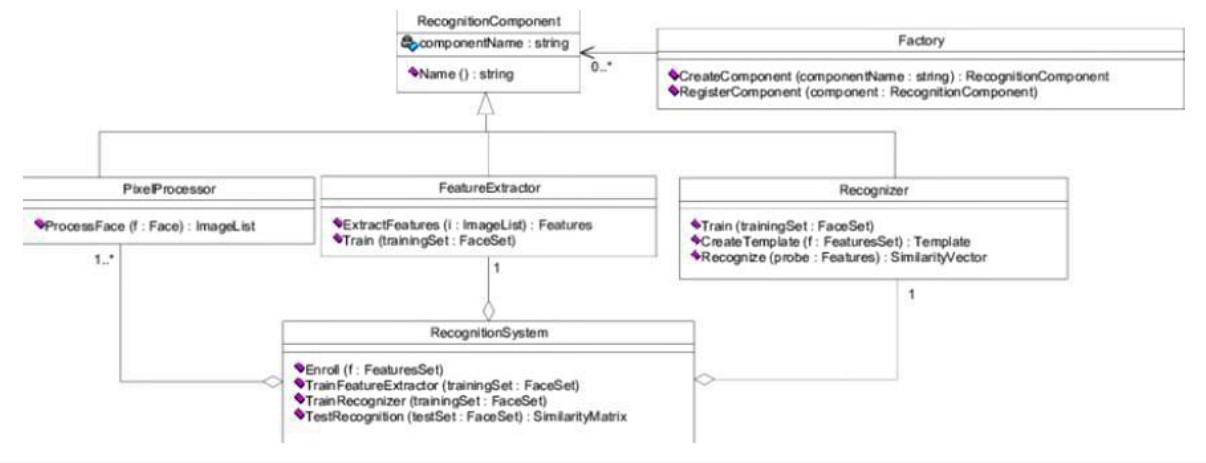 RecognitionComponent
componentName : string
Name () : string
0..*
Factory
CreateComponent (componentName : string) : RecognitionComponent
RegisterComponent (component : RecognitionComponent)
PixelProcessor
ProcessFace (f : Face) : ImageList
1..*
FeatureExtractor
ExtractFeatures (i : ImageList) : Features
Train (trainingSet : FaceSet)
1
Recognizer
Train (trainingSet : FaceSet)
CreateTemplate (f : FeaturesSet) : Template
Recognize (probe : Features) : SimilarityVector
1
RecognitionSystem
Enroll (f : FeaturesSet)
TrainFeatureExtractor (trainingSet : FaceSet)
TrainRecognizer (trainingSet : FaceSet)
TestRecognition (testSet : FaceSet) : SimilarityMatrix